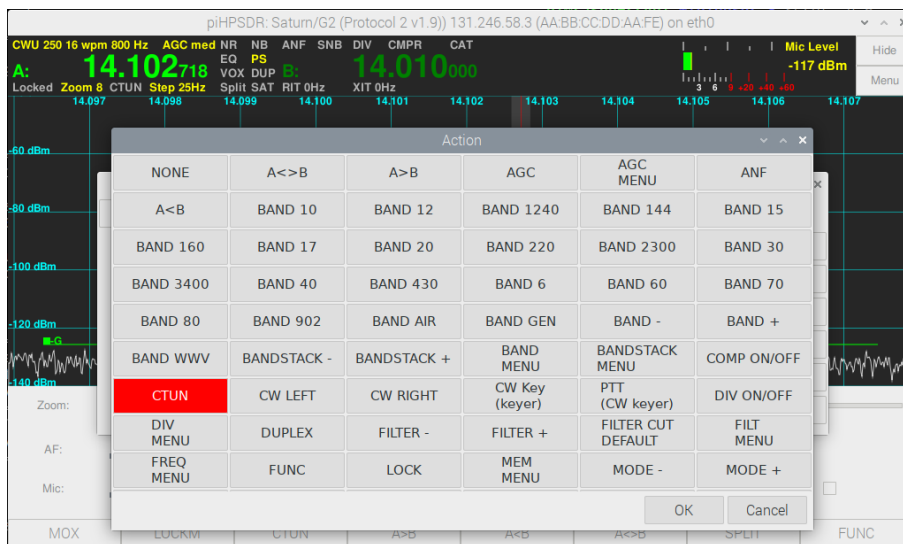 piHPSDR: Saturn/G2 (Protocol 2 v1.9)) 131.246.58.3 (AA:BB:CC:DD:AA:FE) on eth0
CWU 250 16 wpm 800 Hz AGC med NR NB ANF SNB DIV CMPR CAT Mic Level Hide
EQ PS
A: 14.102718 VOX DUP B: 14.010000 -117 dBm
Locked Zoom 8 CTUN Step 25Hz Split SAT RIT 0Hz XIT 0Hz 3 6 9 +20 +40 +60 Menu
14.097 14.098 14.099 14.100 14.101 14.102 14.103 14.104 14.105 14.106 14.107
-60 dBm
-80 dBm
-100 dBm
-120 dBm
-G
-140 dBm
Action
NONE A<>B A>B AGC AGC MENU ANF
A<B BAND 10 BAND 12 BAND 1240 BAND 144 BAND 15
BAND 160 BAND 17 BAND 20 BAND 220 BAND 2300 BAND 30
BAND 3400 BAND 40 BAND 430 BAND 6 BAND 60 BAND 70
BAND 80 BAND 902 BAND AIR BAND GEN BAND - BAND +
BAND WWV BANDSTACK - BANDSTACK + BAND MENU BANDSTACK MENU COMP ON/OFF
CTUN CW LEFT CW RIGHT CW Key (keyer) PTT (CW keyer) DIV ON/OFF
DIV MENU DUPLEX FILTER - FILTER + FILTER CUT DEFAULT FILT MENU
FREQ MENU FUNC LOCK MEM MENU MODE - MODE +
OK Cancel
Zoom:
AF:
Mic:
MOX LOCKM CTUN A>B A<B A<>B SPLIT FUNC